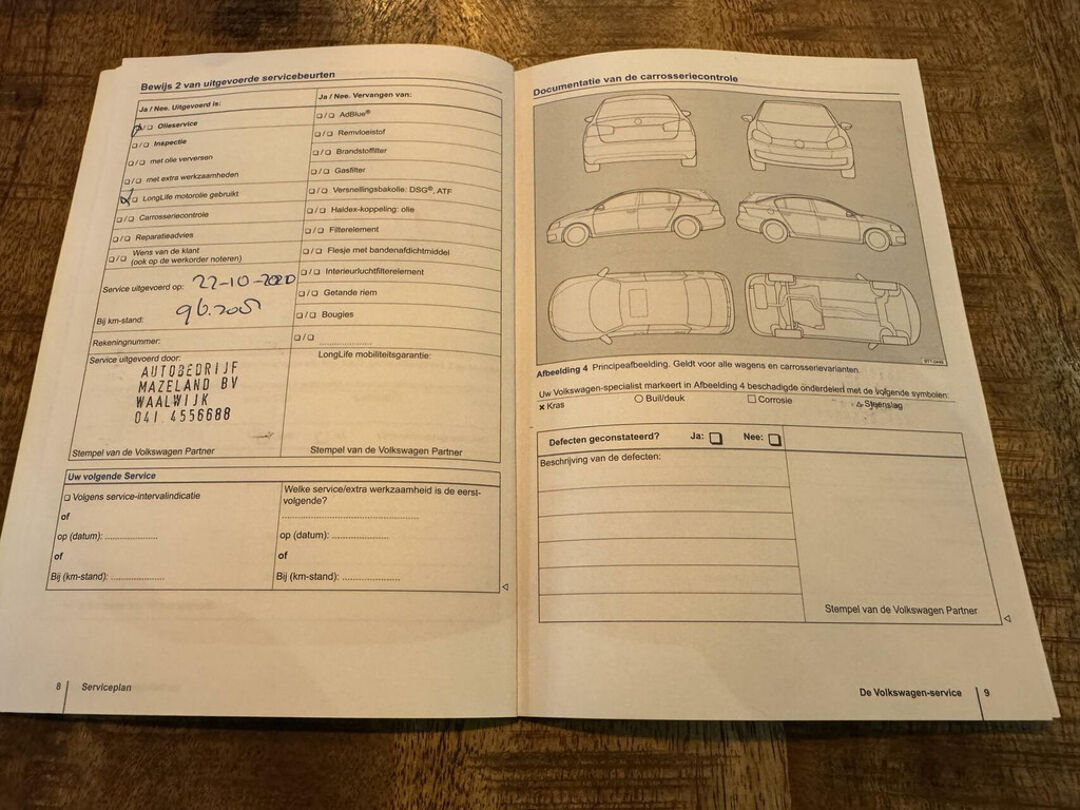 Bewijs 2 van uitgevoerde servicebeurten
Ja / Nee. Uitgevoerd is:
Olieservice
Inspectie
met olie verversen
met extra werkzaamheden
LongLife motorolie gebruikt
Carrosseriecontrole
Reparatieadvies
Wens van de klant
(ook op de werkorder noteren)
Service uitgevoerd op: 22-10-2020
Bij km-stand:
Rekeningnummer:
Service uitgevoerd door:
AUTOBEDRIJF
MAZELAND BV
WAALWIJK
041 4556688
Stempel van de Volkswagen Partner
Ja / Nee. Vervangen van:
AdBlue®
Remvloeistof
Brandstoffilter
Gasfilter
Versnellingsbakolie: DSG®, ATF
Haldex-koppeling: olie
Filterelement
Flesje met bandenafdichtmiddel
Interieurluchtfilterelement
Getande riem
Bougies
LongLife mobiliteitsgarantie:
Stempel van de Volkswagen Partner
Uw volgende Service
Volgens service-intervalindicatie
of
op (datum):
of
Bij (km-stand):
Welke service/extra werkzaamheid is de eerst-
volgende?
op (datum):
of
Bij (km-stand):
8 Serviceplan
Documentatie van de carrosseriecontrole
Afbeelding 4 Principeafbeelding. Geldt voor alle wagens en carrosserievarianten.
Uw Volkswagen-specialist markeert in Afbeelding 4 beschadigde onderdelen met de volgende symbolen:
Kras Buil/deuk Corrosie Steenslag
Defecten geconstateerd? Ja: Nee:
Beschrijving van de defecten:
Stempel van de Volkswagen Partner
De Volkswagen-service 9